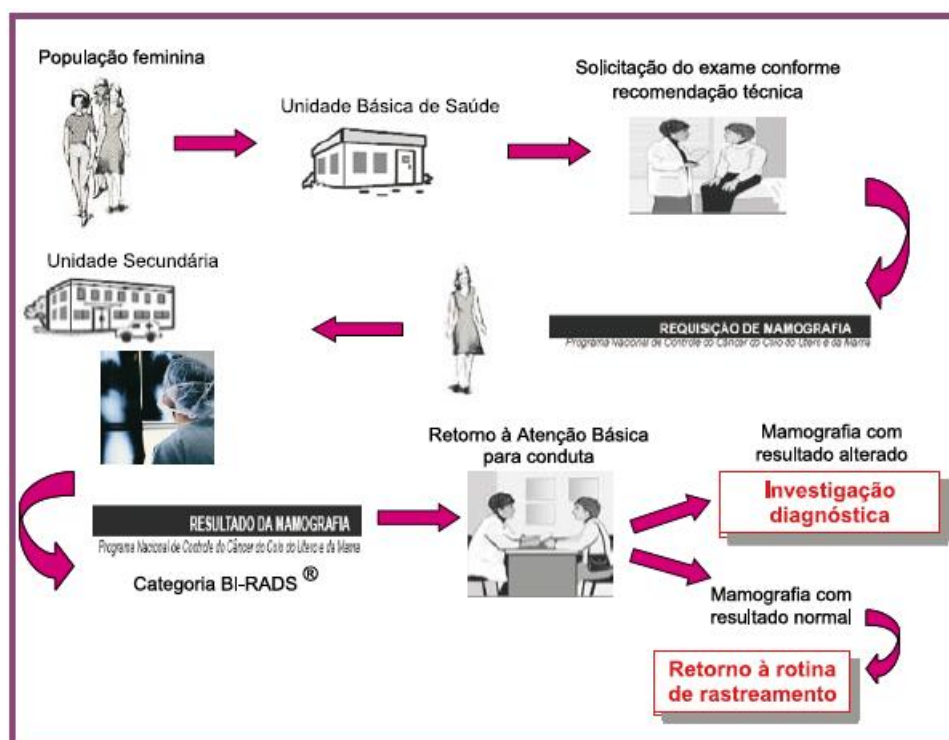 População feminina
Unidade Básica de Saúde
Solicitação do exame conforme
recomendação técnica
REQUISIÇÃO DE MAMOGRAFIA
Programa Nacional de Controle do Câncer do Colo do Útero e da Mama
Unidade Secundária
RESULTADO DA MAMOGRAFIA
Programa Nacional de Controle do Câncer do Colo do Útero e da Mama
Categoria BI-RADS ®
Retorno à Atenção Básica
para conduta
Mamografia com
resultado alterado
Investigação
diagnóstica
Mamografia com
resultado normal
Retorno à rotina
de rastreamento